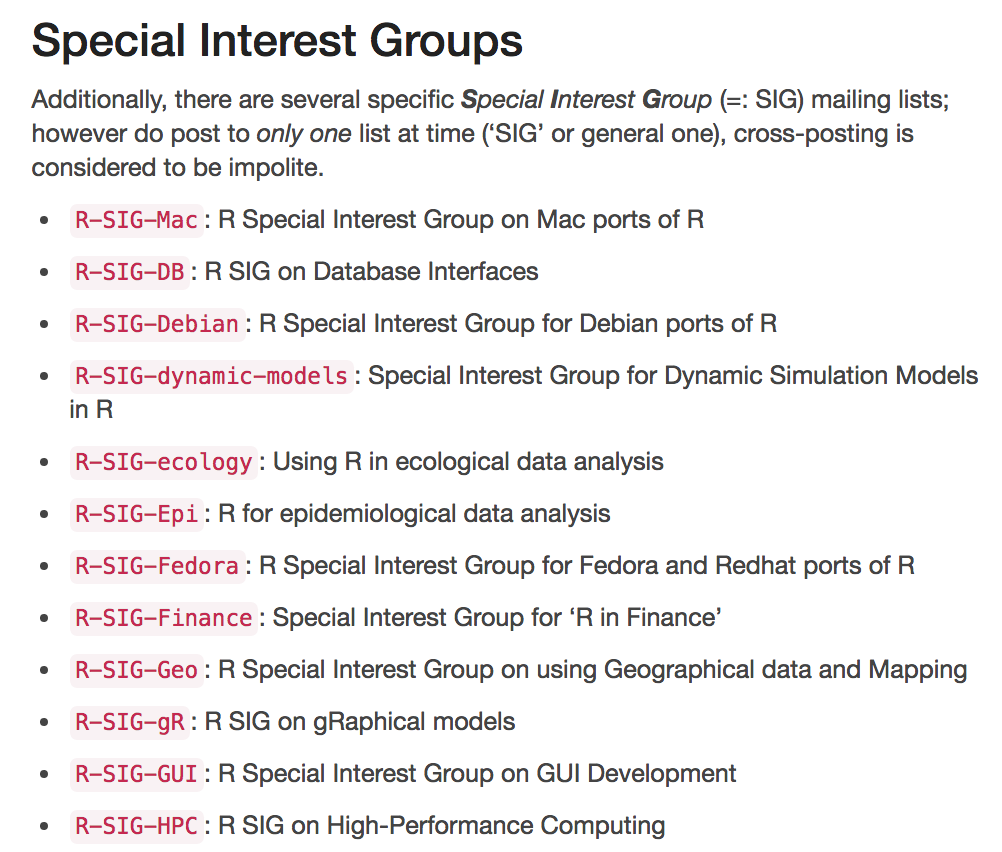 Special Interest Groups
Additionally, there are several specific Special Interest Group (=: SIG) mailing lists;
however do post to only one list at time (‘SIG’ or general one), cross-posting is
considered to be impolite.
• R-SIG-Mac: R Special Interest Group on Mac ports of R
• R-SIG-DB: R SIG on Database Interfaces
• R-SIG-Debian: R Special Interest Group for Debian ports of R
• R-SIG-dynamic-models: Special Interest Group for Dynamic Simulation Models
in R
• R-SIG-ecology: Using R in ecological data analysis
• R-SIG-Epi: R for epidemiological data analysis
• R-SIG-Fedora: R Special Interest Group for Fedora and Redhat ports of R
• R-SIG-Finance: Special Interest Group for ‘R in Finance’
• R-SIG-Geo: R Special Interest Group on using Geographical data and Mapping
• R-SIG-gR: R SIG on gRaphical models
• R-SIG-GUI: R Special Interest Group on GUI Development
• R-SIG-HPC: R SIG on High-Performance Computing